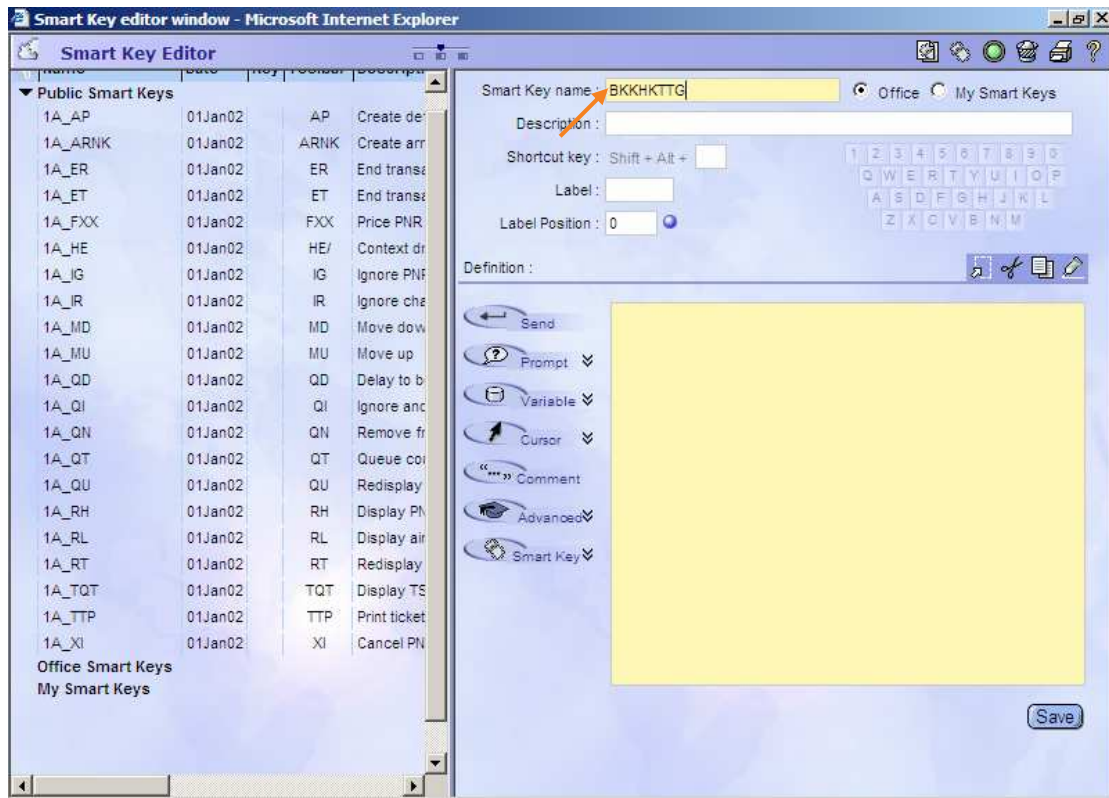 Smart Key editor window - Microsoft Internet Explorer
Smart Key Editor
Name Date Key Toolbar
Public Smart Keys
1A_AP 01Jan02 AP Create de
1A_ARNK 01Jan02 ARNK Create arr
1A_ER 01Jan02 ER End transa
1A_ET 01Jan02 ET End transa
1A_FXX 01Jan02 FXX Price PNR
1A_HE 01Jan02 HE/ Context dr
1A_IG 01Jan02 IG Ignore PNR
1A_IR 01Jan02 IR Ignore cha
1A_MD 01Jan02 MD Move dow
1A_MU 01Jan02 MU Move up
1A_QD 01Jan02 QD Delay to b
1A_QI 01Jan02 QI Ignore and
1A_QN 01Jan02 QN Remove fr
1A_QT 01Jan02 QT Queue cou
1A_QU 01Jan02 QU Redisplay
1A_RH 01Jan02 RH Display PN
1A_RL 01Jan02 RL Display air
1A_RT 01Jan02 RT Redisplay
1A_TQT 01Jan02 TQT Display TS
1A_TTP 01Jan02 TTP Print ticket
1A_XI 01Jan02 XI Cancel PN
Office Smart Keys
My Smart Keys
Smart Key name : BKKHKTTG Office My Smart Keys
Description :
Shortcut key : Shift + Alt +
Label :
Label Position : 0
1 2 3 4 5 6 7 8 9 0
Q W E R T Y U I O P
A S D F G H J K L
Z X C V B N M
Definition :
Send
Prompt
Variable
Cursor
Comment
Advanced
Smart Key
Save